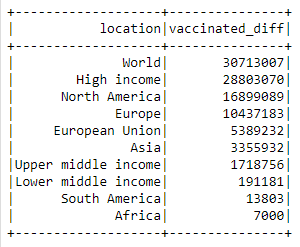 +-------------------+---------------+
|           location|vaccinated_diff|
+-------------------+---------------+
|              World|       30713007|
|        High income|       28803070|
|      North America|       16899089|
|             Europe|       10437183|
|     European Union|        5389232|
|               Asia|        3355932|
|Upper middle income|        1718756|
|Lower middle income|         191181|
|      South America|          13803|
|             Africa|           7000|
+-------------------+---------------+